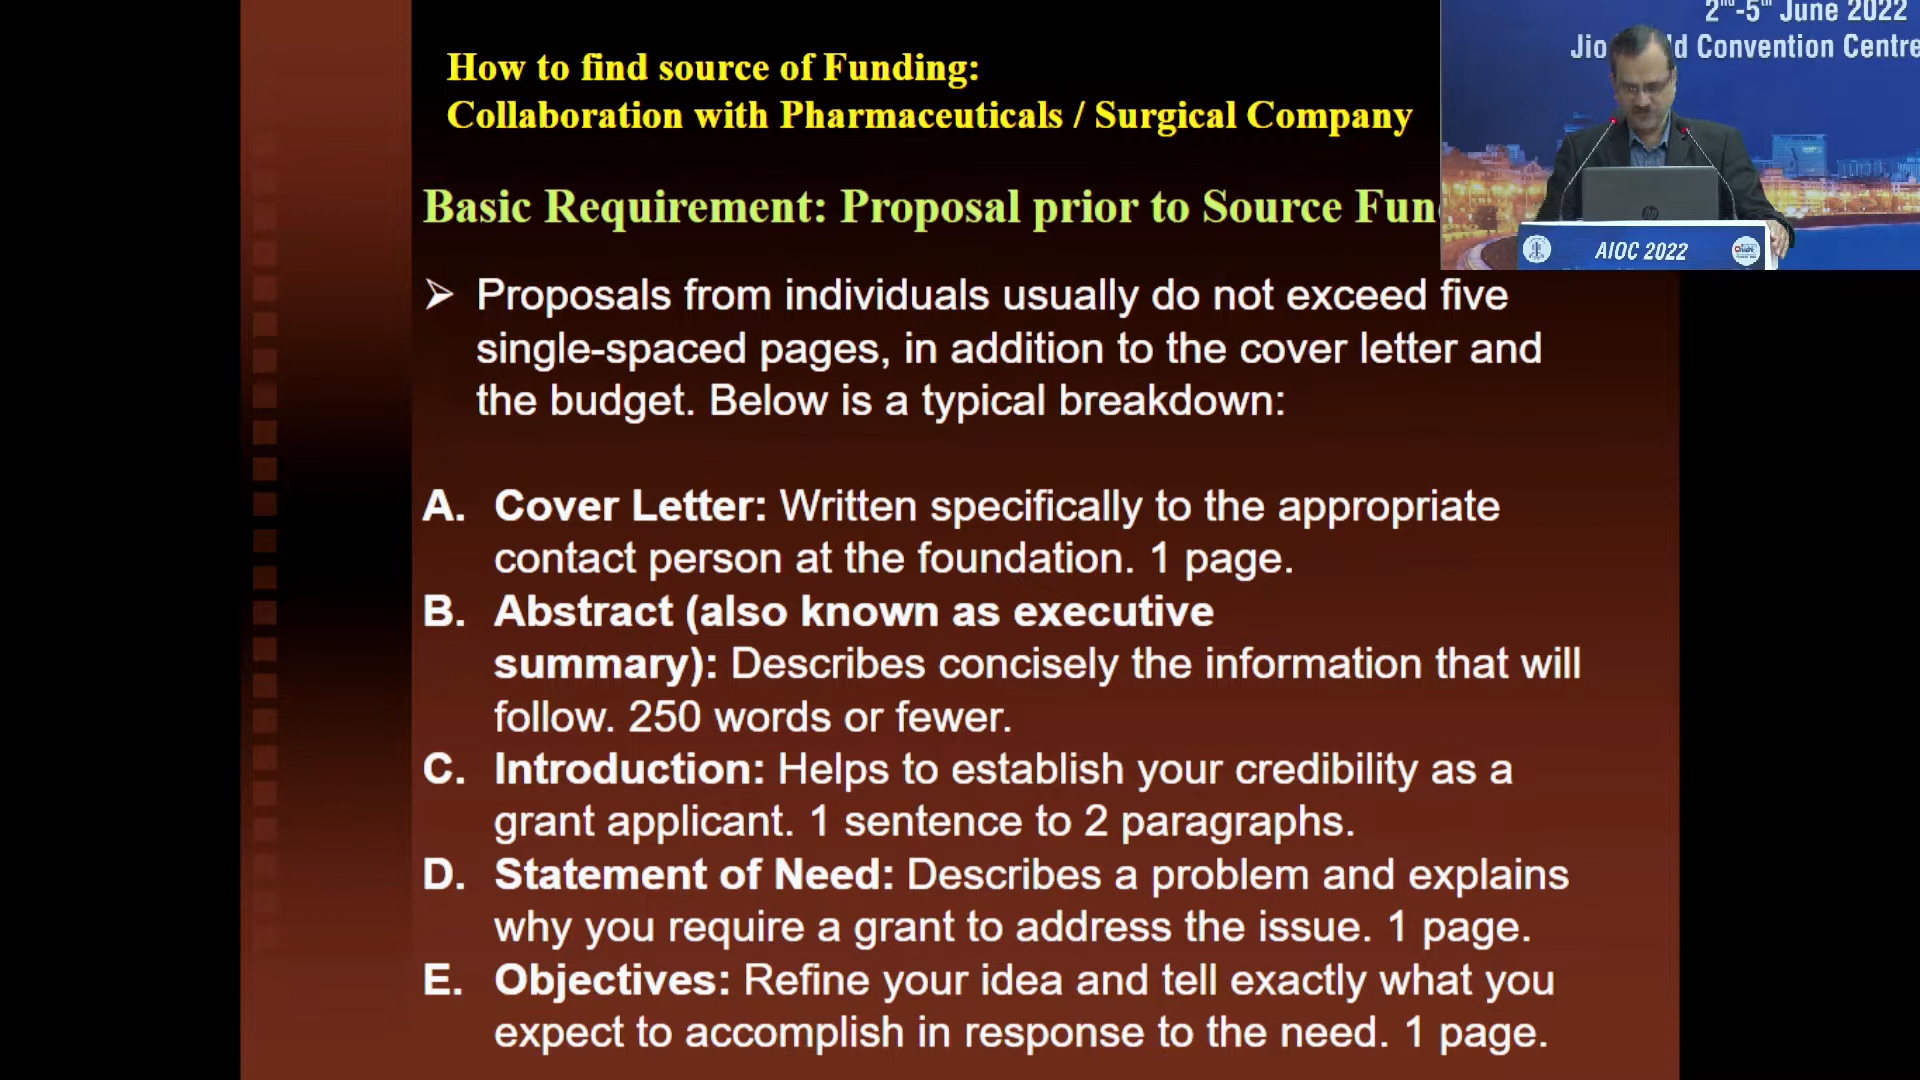 How to find source of Funding:
Collaboration with Pharmaceuticals / Surgical Company
Basic Requirement: Proposal prior to Source
➢ Proposals from individuals usually do not exceed five
single-spaced pages, in addition to the cover letter and
the budget. Below is a typical breakdown:
A. Cover Letter: Written specifically to the appropriate
contact person at the foundation. 1 page.
B. Abstract (also known as executive
summary): Describes concisely the information that will
follow. 250 words or fewer.
C. Introduction: Helps to establish your credibility as a
grant applicant. 1 sentence to 2 paragraphs.
D. Statement of Need: Describes a problem and explains
why you require a grant to address the issue. 1 page.
E. Objectives: Refine your idea and tell exactly what you
expect to accomplish in response to the need. 1 page.
2nd-5th June 2022
Jio Convention Centre
AIOC 2022